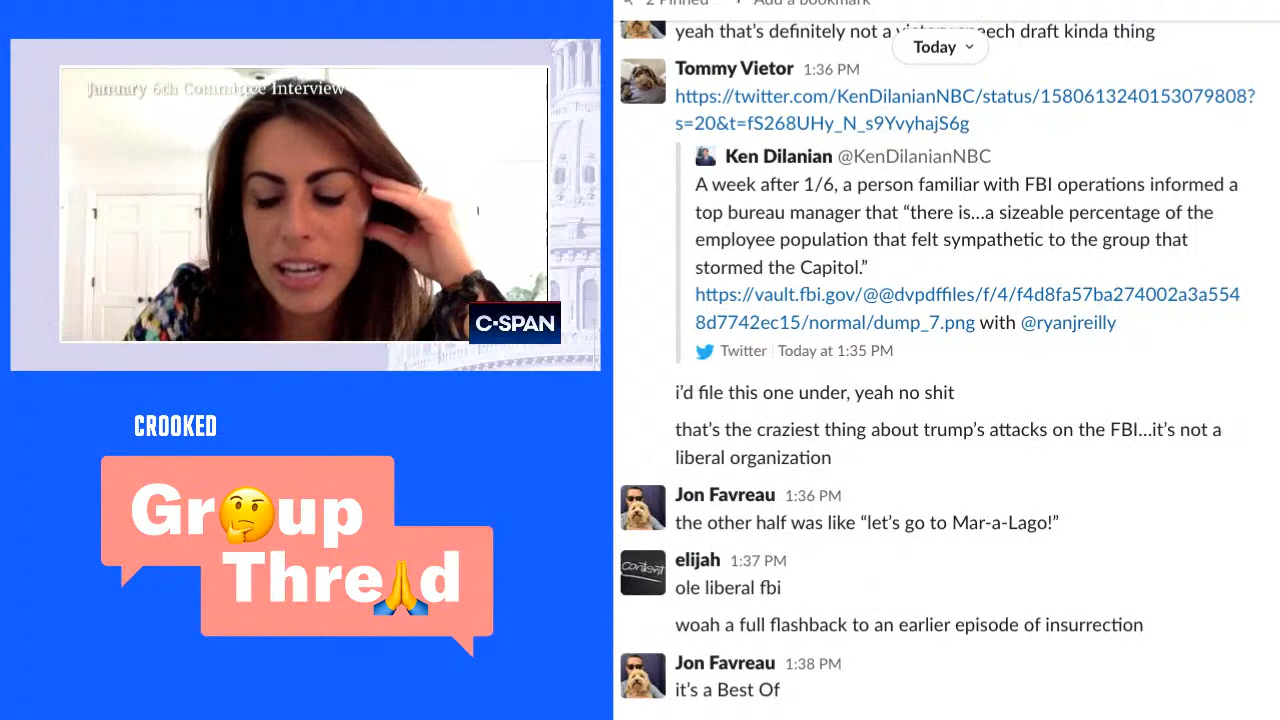 January 6th Committee Interview
C-SPAN
CROOKED
Gr🤔up
Thre🙏d
2 Pinned
Add a bookmark
yeah that's definitely not a victory speech draft kinda thing
Today
Tommy Vietor 1:36 PM
https://twitter.com/KenDilanianNBC/status/1580613240153079808?
s=20&t=fS268UHy_N_s9YvyhajS6g
Ken Dilanian @KenDilanianNBC
A week after 1/6, a person familiar with FBI operations informed a
top bureau manager that “there is...a sizeable percentage of the
employee population that felt sympathetic to the group that
stormed the Capitol.”
https://vault.fbi.gov/@@dvpdffiles/f/4/f4d8fa57ba274002a3a554
8d7742ec15/normal/dump_7.png with @ryanjreilly
Twitter | Today at 1:35 PM
i'd file this one under, yeah no shit
that's the craziest thing about trump's attacks on the FBI...it's not a
liberal organization
Jon Favreau 1:36 PM
the other half was like “let's go to Mar-a-Lago!”
content
elijah 1:37 PM
ole liberal fbi
woah a full flashback to an earlier episode of insurrection
Jon Favreau 1:38 PM
it's a Best Of